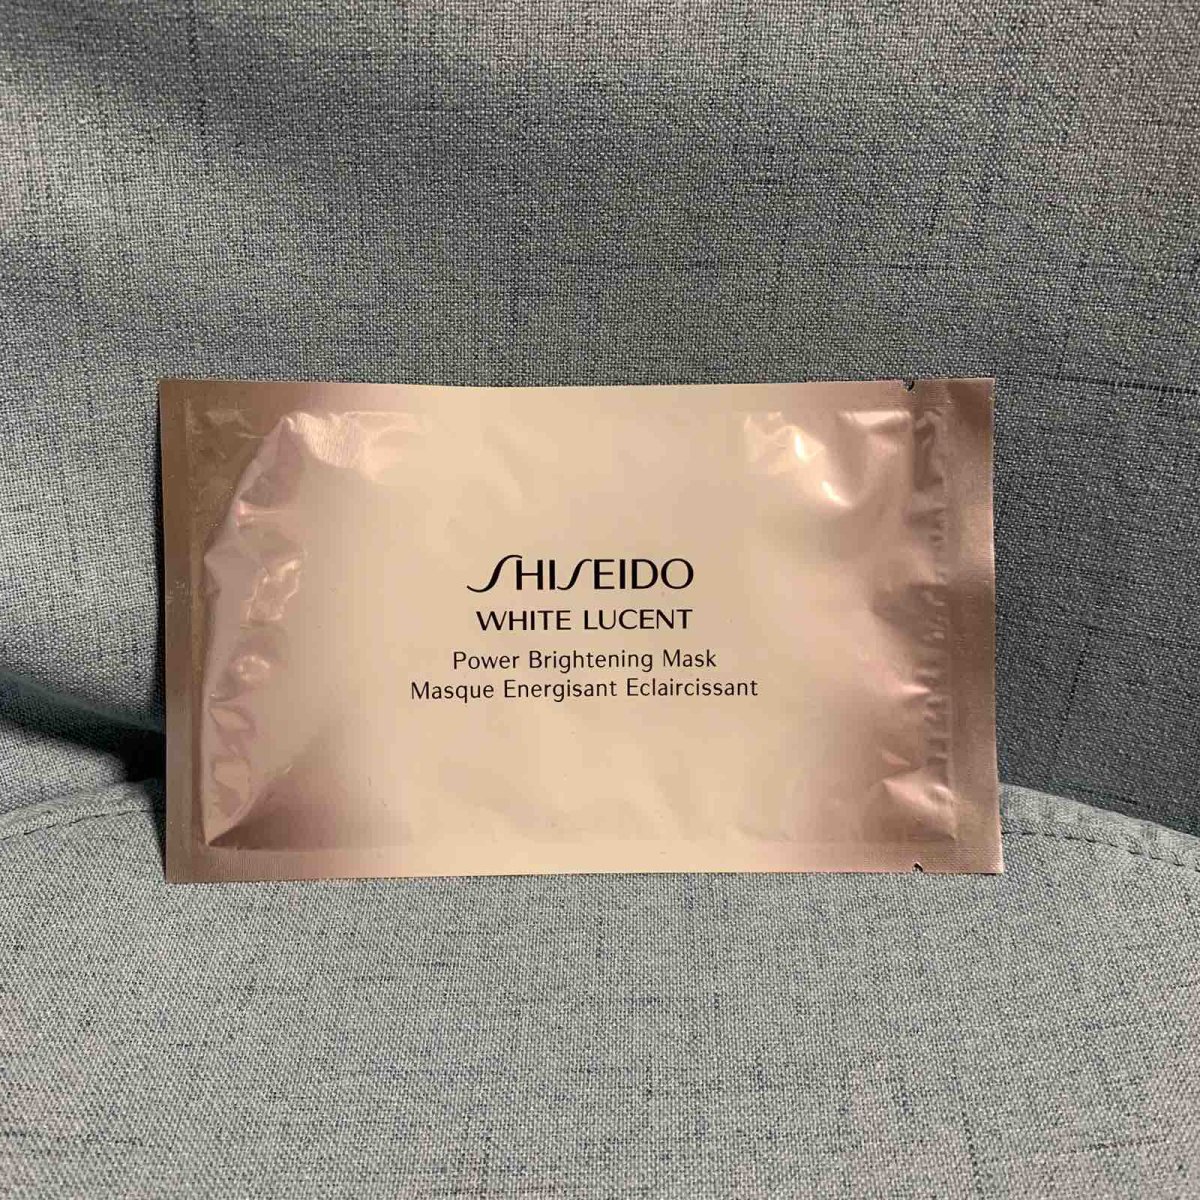 SHISEIDO
WHITE LUCENT
Power Brightening Mask
Masque Energisant Eclaircissant